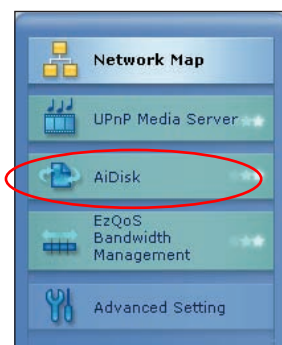 Network Map
UPnP Media Server
AiDisk
EzQoS
Bandwidth
Management
Advanced Setting